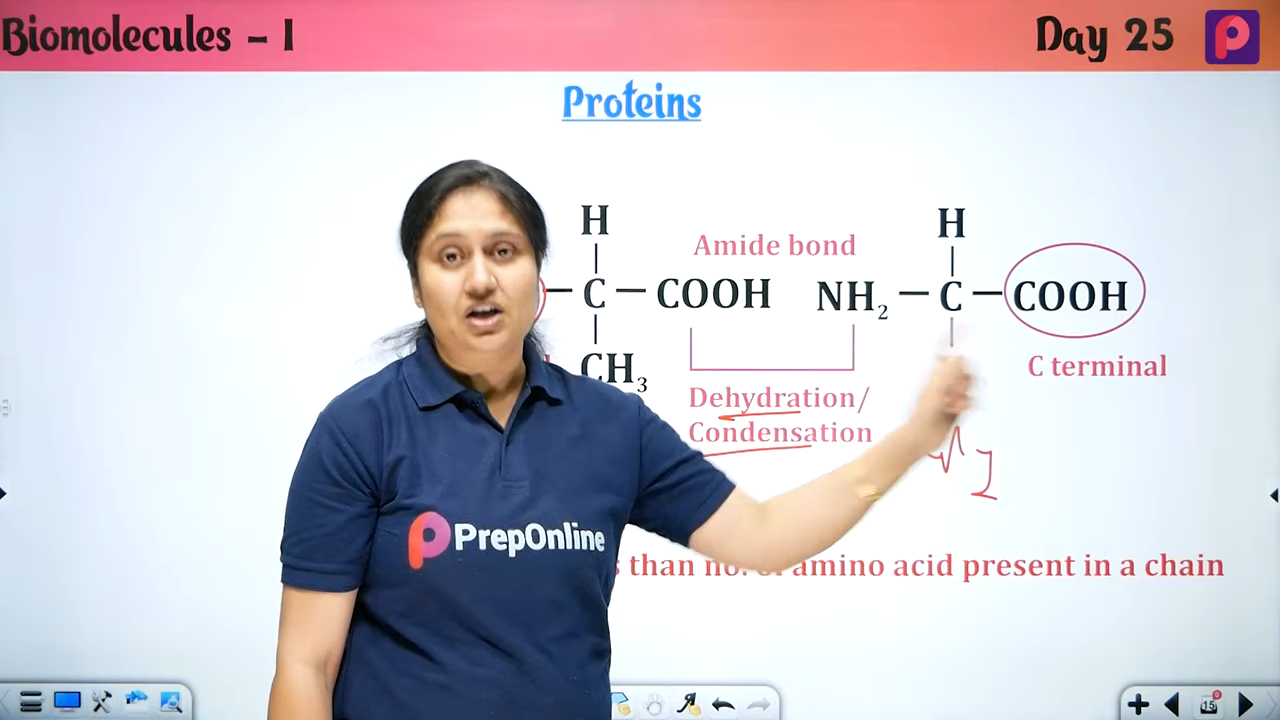 Biomolecules – I
Day 25
Proteins
H
H
Amide bond
C — COOH
NH₂ — C — COOH
CH₃
C terminal
Dehydration/
Condensation
PrepOnline
than no. of amino acid present in a chain
15